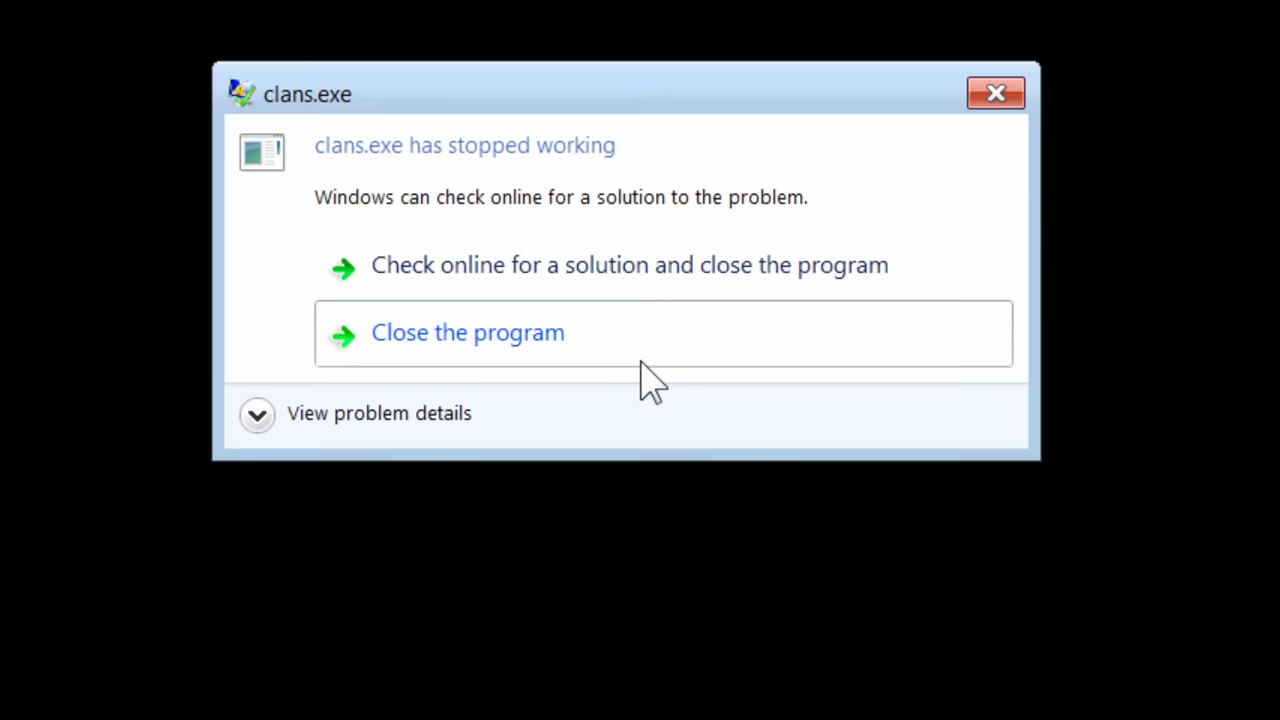 clans.exe
clans.exe has stopped working
Windows can check online for a solution to the problem.
Check online for a solution and close the program
Close the program
View problem details